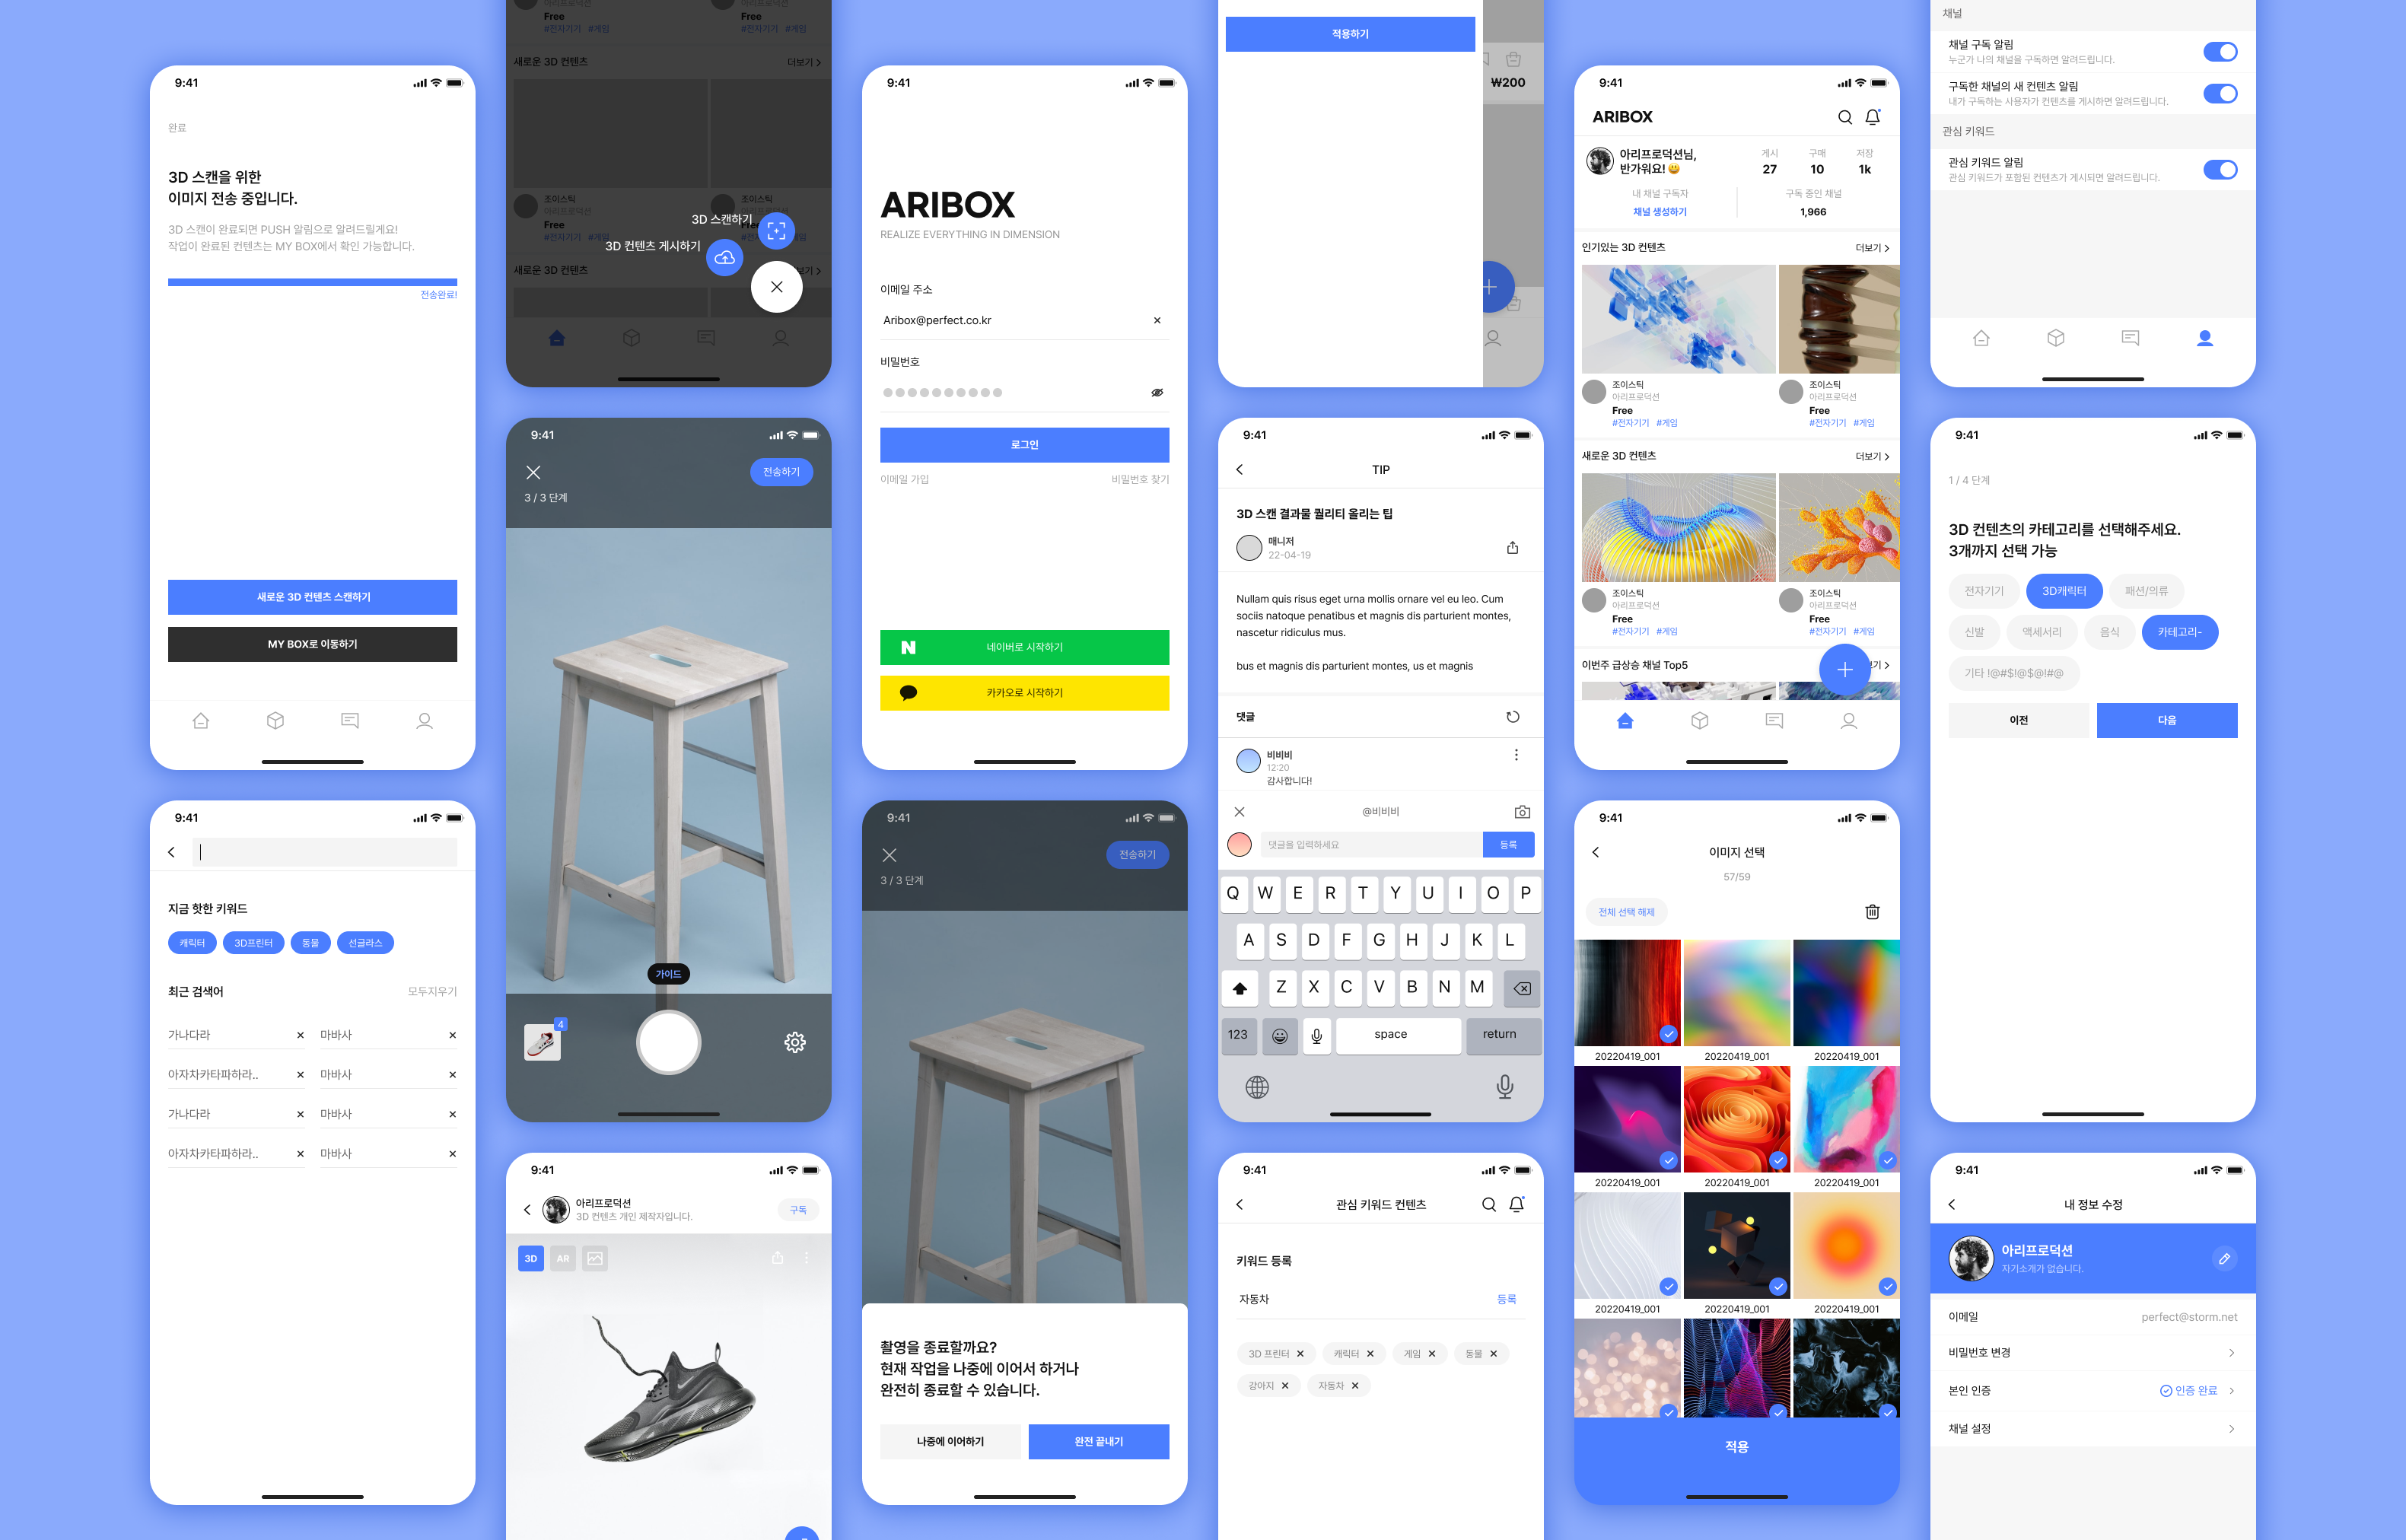 9:41
완료
3D 스캔을 위한
이미지 전송 중입니다.
3D 스캔이 완료되면 PUSH 알림으로 알려드릴게요!
작업이 완료된 컨텐츠는 MY BOX에서 확인 가능합니다.
전송완료!
새로운 3D 컨텐츠 스캔하기
MY BOX로 이동하기
9:41
지금 핫한 키워드
캐릭터 3D프린터 동물 선글라스
최근 검색어 모두지우기
가나다라 마바사
아자차카타파하라.. 마바사
가나다라 마바사
아자차카타파하라.. 마바사
아리프로덕션 아리프로덕션
Free Free
#전자기기 #게임 #전자기기 #게임
새로운 3D 컨텐츠 더보기
조이스틱 조이스틱
아리프로덕션 아리프로덕션
Free
#전자기기 #게임
3D 스캔하기
3D 컨텐츠 게시하기
새로운 3D 컨텐츠
9:41
전송하기
3 / 3 단계
가이드
4
9:41
아리프로덕션
3D 컨텐츠 개인 제작자입니다.
구독
3D AR
9:41
ARIBOX
REALIZE EVERYTHING IN DIMENSION
이메일 주소
Aribox@perfect.co.kr
비밀번호
로그인
이메일 가입 비밀번호 찾기
N 네이버로 시작하기
카카오로 시작하기
9:41
전송하기
3 / 3 단계
촬영을 종료할까요?
현재 작업을 나중에 이어서 하거나
완전히 종료할 수 있습니다.
나중에 이어하기 완전 끝내기
적용하기
₩200
9:41
TIP
3D 스캔 결과물 퀄리티 올리는 팁
매니저
22-04-19
Nullam quis risus eget urna mollis ornare vel eu leo. Cum
sociis natoque penatibus et magnis dis parturient montes,
nascetur ridiculus mus.
bus et magnis dis parturient montes, us et magnis
댓글
비비비
12:20
감사합니다!
@비비비
댓글을 입력하세요 등록
Q W E R T Y U I O P
A S D F G H J K L
Z X C V B N M
123 space return
9:41
관심 키워드 컨텐츠
키워드 등록
자동차 등록
3D 프린터 캐릭터 게임 동물
강아지 자동차
9:41
ARIBOX
아리프로덕션님,
반가워요! 😃
게시 구매 저장
27 10 1k
내 채널 구독자 구독 중인 채널
채널 생성하기 1,966
인기있는 3D 컨텐츠 더보기
조이스틱 조이스틱
아리프로덕션 아리프로덕션
Free Free
#전자기기 #게임 #전자기기 #게임
새로운 3D 컨텐츠 더보기
조이스틱 조이스틱
아리프로덕션 아리프로덕션
Free Free
#전자기기 #게임 #전자기기 #게임
이번주 급상승 채널 Top5
9:41
이미지 선택
57/59
전체 선택 해제
20220419_001 20220419_001 20220419_001
20220419_001 20220419_001 20220419_001
20220419_001 20220419_001 20220419_001
적용
채널
채널 구독 알림
누군가 나의 채널을 구독하면 알려드립니다.
구독한 채널의 새 컨텐츠 알림
내가 구독하는 사용자가 컨텐츠를 게시하면 알려드립니다.
관심 키워드
관심 키워드 알림
관심 키워드가 포함된 컨텐츠가 게시되면 알려드립니다.
9:41
1 / 4 단계
3D 컨텐츠의 카테고리를 선택해주세요.
3개까지 선택 가능
전자기기 3D캐릭터 패션/의류
신발 액세서리 음식 카테고리-
기타 !@#$!@$@!#@
이전 다음
9:41
내 정보 수정
아리프로덕션
자기소개가 없습니다.
이메일 perfect@storm.net
비밀번호 변경
본인 인증 인증 완료
채널 설정